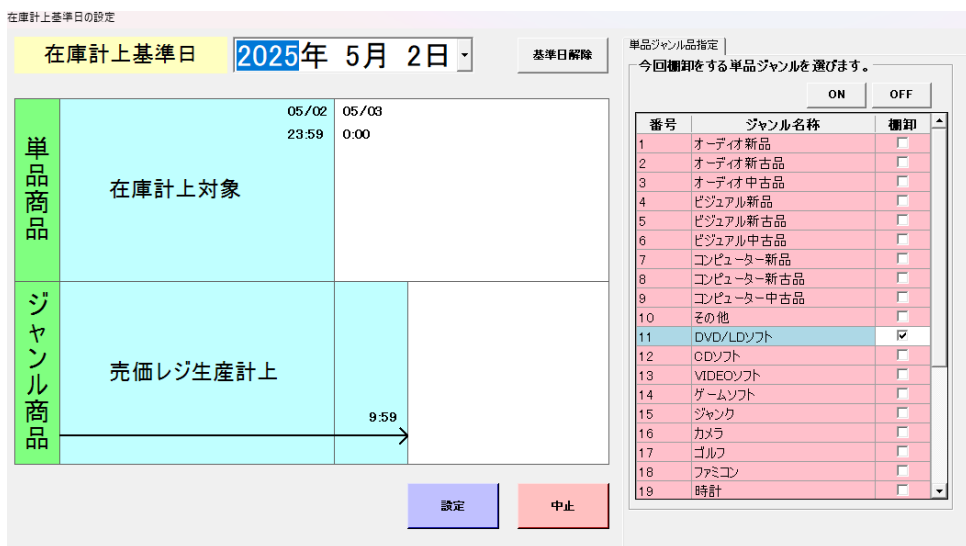 在庫計上基準日の設定
在庫計上基準日
2025年 5月 2日
基準日解除
05/02 05/03
23:59 0:00
単品商品
在庫計上対象
ジャンル商品
売価レジ生産計上
9:59
設定
中止
単品ジャンル品指定
今回棚卸をする単品ジャンルを選びます。
ON OFF
番号 ジャンル名称 棚卸
1 オーディオ新品
2 オーディオ新古品
3 オーディオ中古品
4 ビジュアル新品
5 ビジュアル新古品
6 ビジュアル中古品
7 コンピューター新品
8 コンピューター新古品
9 コンピューター中古品
10 その他
11 DVD/LDソフト
12 CDソフト
13 VIDEOソフト
14 ゲームソフト
15 ジャンク
16 カメラ
17 ゴルフ
18 ファミコン
19 時計